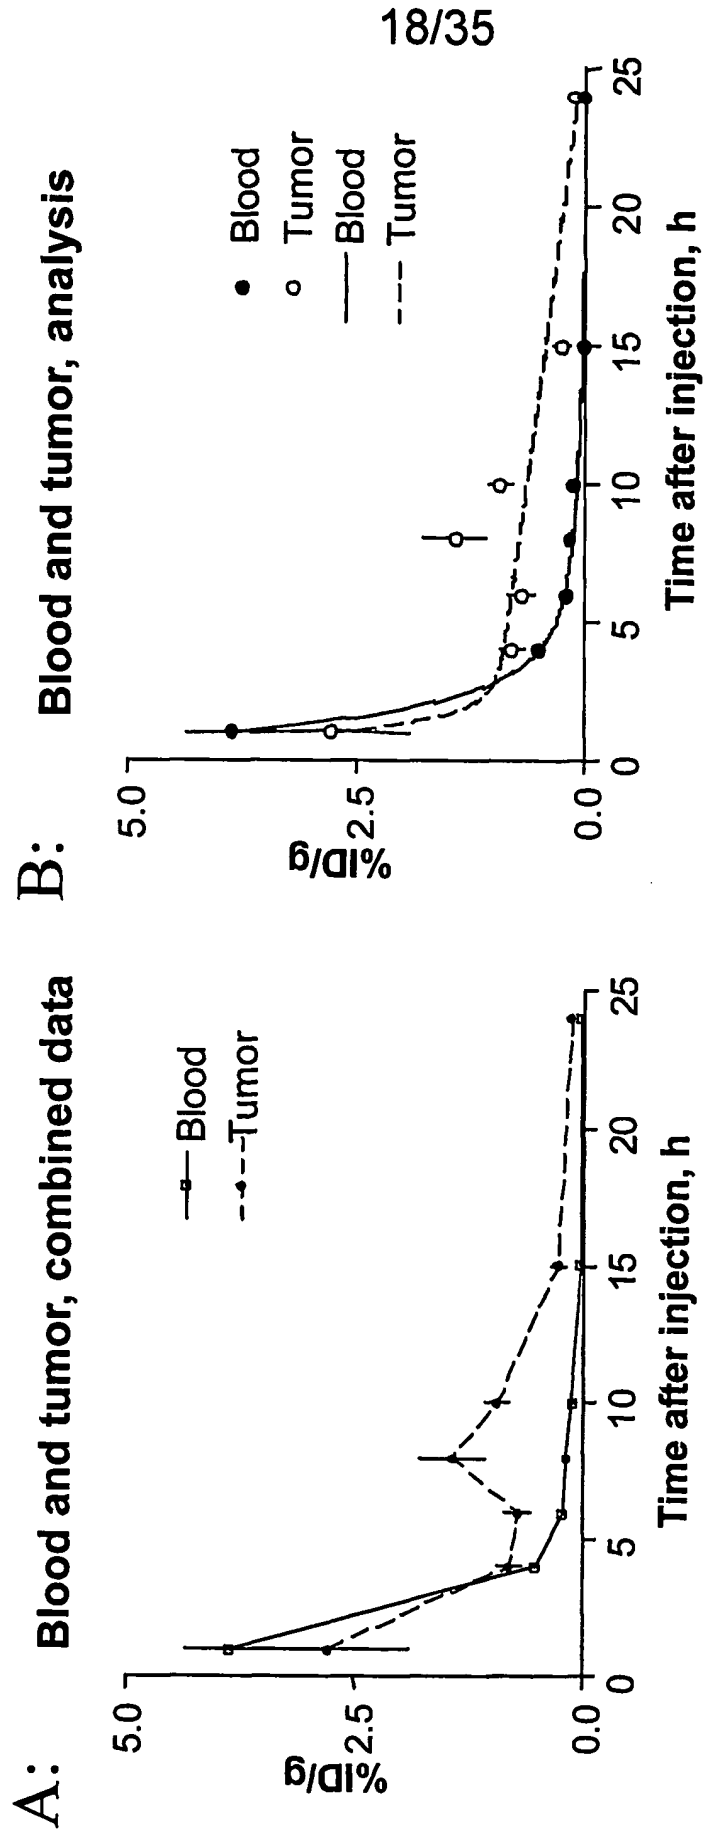 18/35
A:
Blood and tumor, combined data
%ID/g
5.0
2.5
0.0
0
5
10
15
20
25
Time after injection, h
Blood
Tumor
B:
Blood and tumor, analysis
%ID/g
5.0
2.5
0.0
0
5
10
15
20
25
Time after injection, h
Blood
Tumor
Blood
Tumor